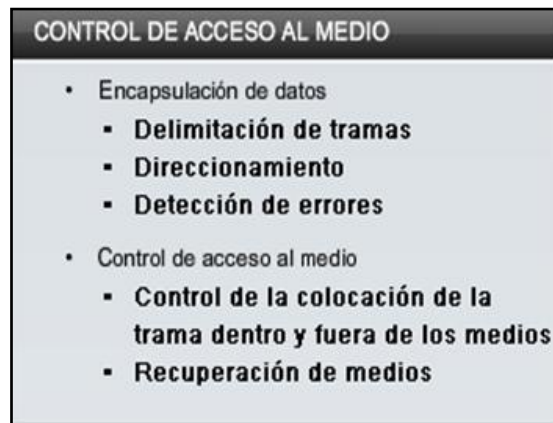 CONTROL DE ACCESO AL MEDIO
• Encapsulación de datos
▪ Delimitación de tramas
▪ Direccionamiento
▪ Detección de errores
• Control de acceso al medio
▪ Control de la colocación de la
trama dentro y fuera de los medios
▪ Recuperación de medios